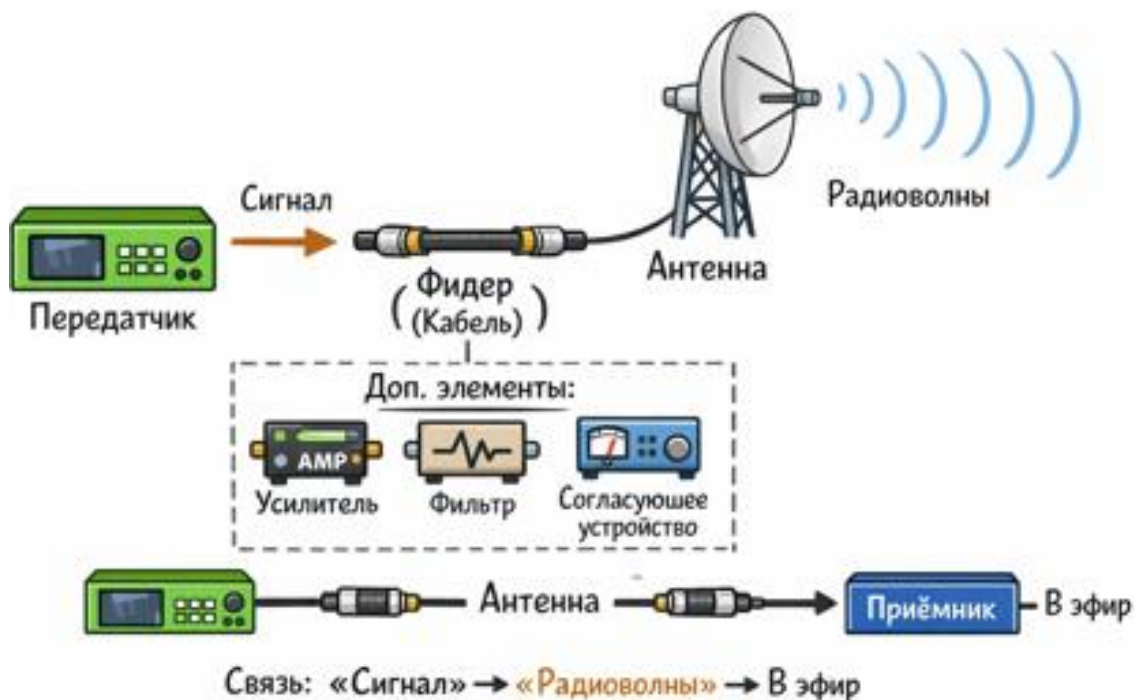 Сигнал
Радиоволны
Передатчик
Антенна
(Фидер
(Кабель))
Доп. элементы:
AMP
Усилитель
Фильтр
Согласуюшее
устройство
Антенна
Приёмник
В эфир
Связь: «Сигнал» → «Радиоволны» → В эфир